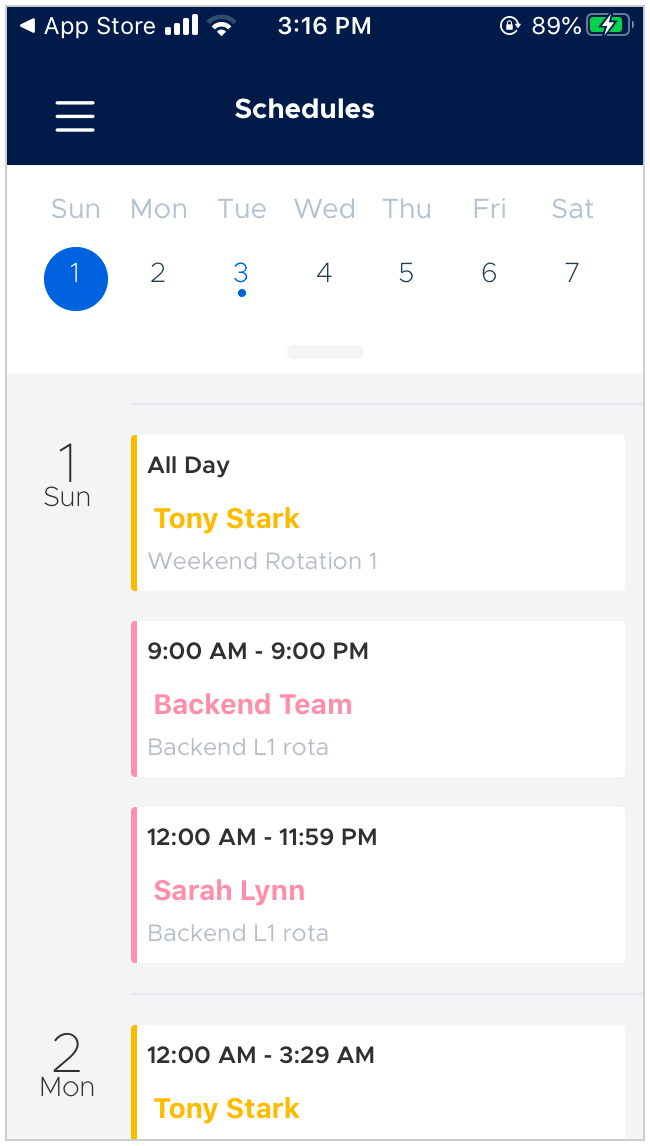 App Store 3:16 PM 89%
Schedules
Sun Mon Tue Wed Thu Fri Sat
1 2 3 4 5 6 7
1
Sun
All Day
Tony Stark
Weekend Rotation 1
9:00 AM - 9:00 PM
Backend Team
Backend L1 rota
12:00 AM - 11:59 PM
Sarah Lynn
Backend L1 rota
2
Mon
12:00 AM - 3:29 AM
Tony Stark